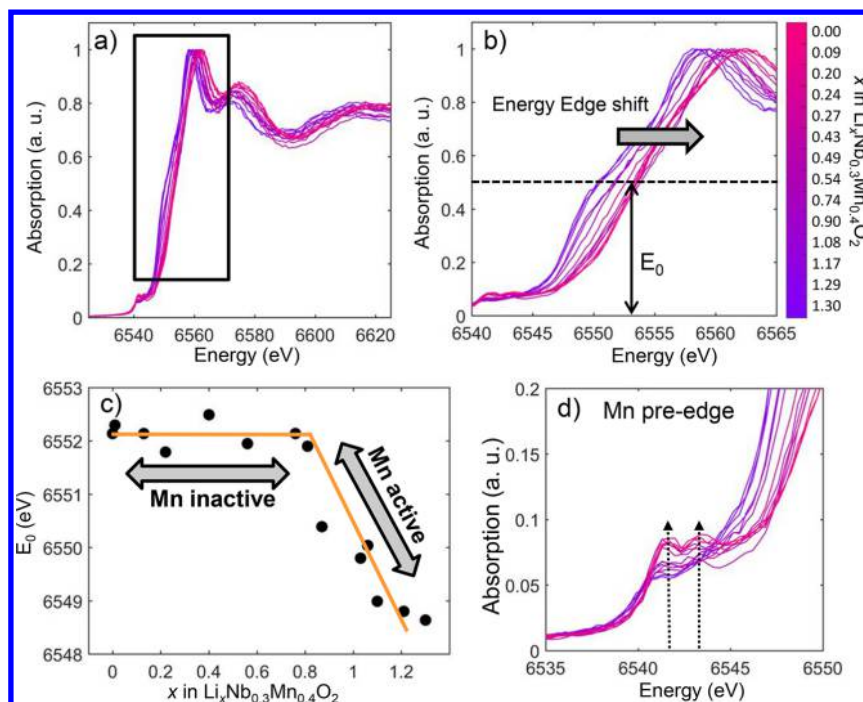 a)
Absorption (a. u.)
1
0.8
0.6
0.4
0.2
0
6540 6560 6580 6600 6620
Energy (eV)
b)
Energy Edge shift
E0
Absorption (a. u.)
1
0.8
0.6
0.4
0.2
0
6540 6545 6550 6555 6560 6565
Energy (eV)
0.00
0.09
0.20
0.24
0.27
0.43
0.54
0.74
0.90
1.08
1.17
1.29
1.30
x in LixNb0.3Mn0.4O2
c)
Mn inactive
Mn active
E0 (eV)
6553
6552
6551
6550
6549
6548
0 0.2 0.4 0.6 0.8 1 1.2
x in LixNb0.3Mn0.4O2
d) Mn pre-edge
Absorption (a. u.)
0.2
0.15
0.1
0.05
0
6535 6540 6545 6550
Energy (eV)